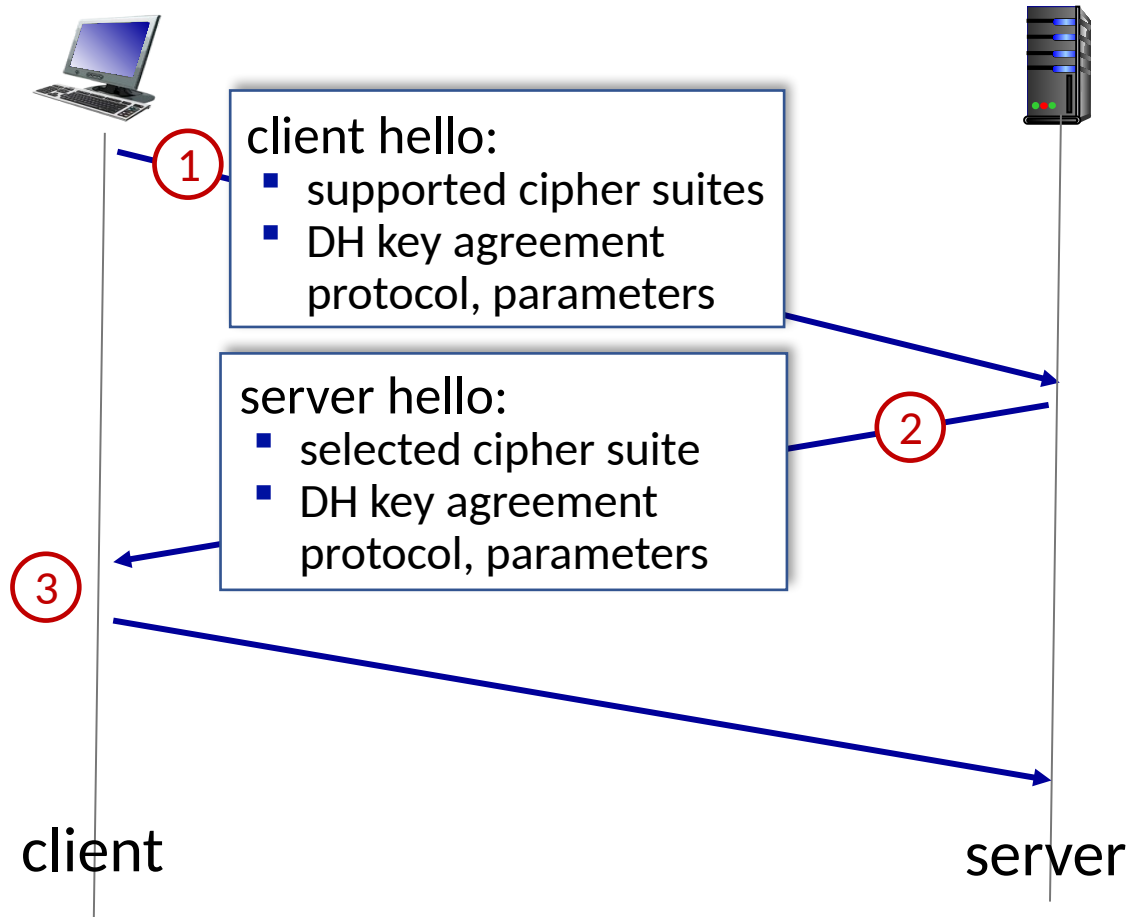 1
client hello:
▪ supported cipher suites
▪ DH key agreement
protocol, parameters
server hello:
▪ selected cipher suite
▪ DH key agreement
protocol, parameters
2
3
client
server